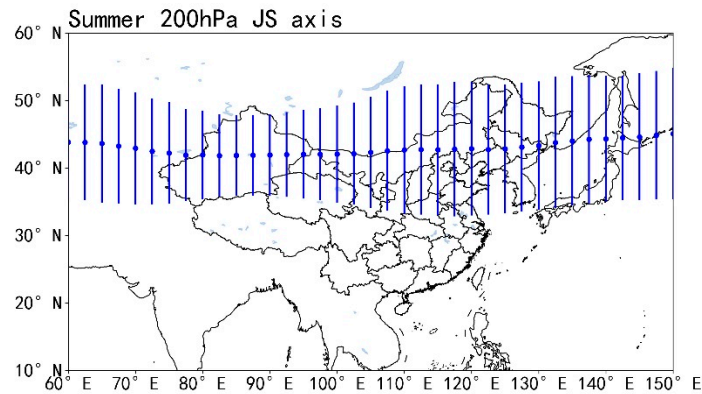 Summer 200hPa JS axis
60° N
50° N
40° N
30° N
20° N
10° N
60° E 70° E 80° E 90° E 100° E 110° E 120° E 130° E 140° E 150° E